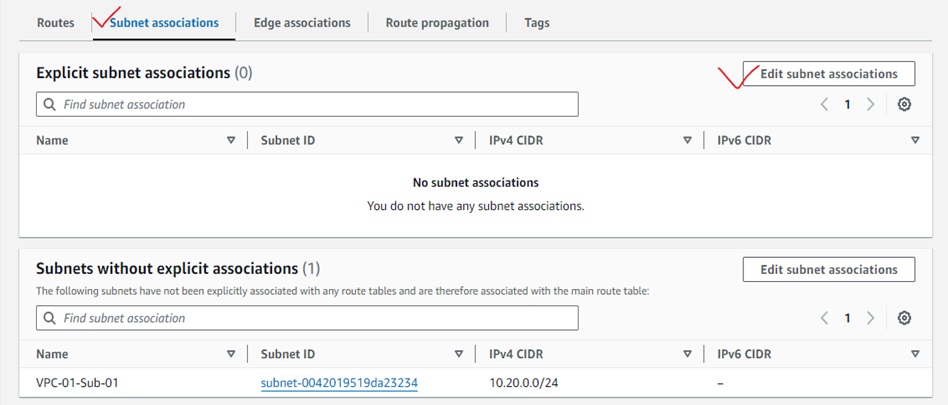 Routes Subnet associations Edge associations Route propagation Tags
Explicit subnet associations (0) Edit subnet associations
Find subnet association 1
Name Subnet ID IPv4 CIDR IPv6 CIDR
No subnet associations
You do not have any subnet associations.
Subnets without explicit associations (1) Edit subnet associations
The following subnets have not been explicitly associated with any route tables and are therefore associated with the main route table:
Find subnet association 1
Name Subnet ID IPv4 CIDR IPv6 CIDR
VPC-01-Sub-01 subnet-0042019519da23234 10.20.0.0/24 –